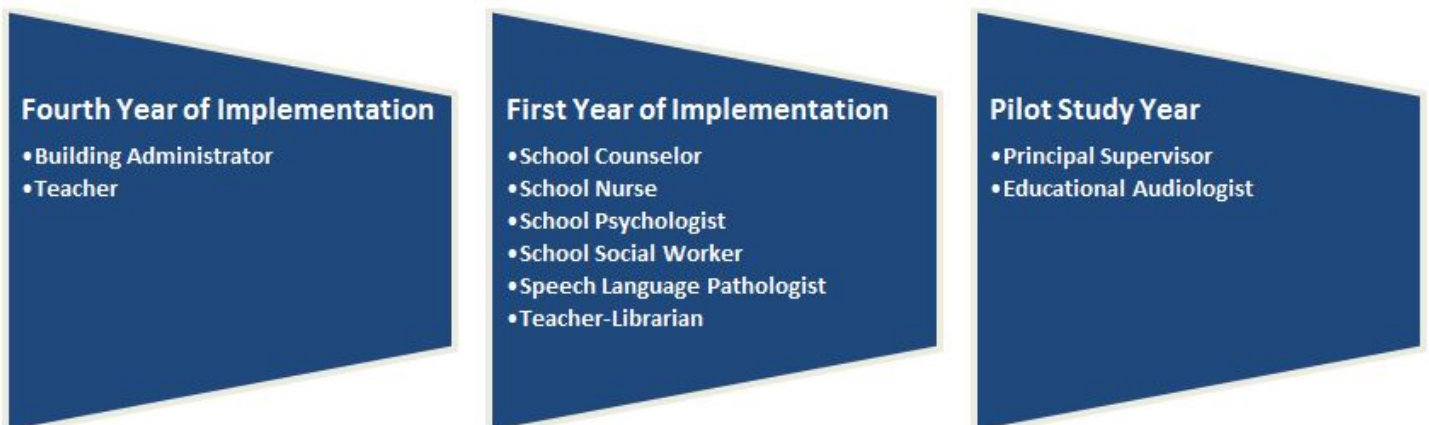 Fourth Year of Implementation
•Building Administrator
•Teacher
First Year of Implementation
•School Counselor
•School Nurse
•School Psychologist
•School Social Worker
•Speech Language Pathologist
•Teacher-Librarian
Pilot Study Year
•Principal Supervisor
•Educational Audiologist